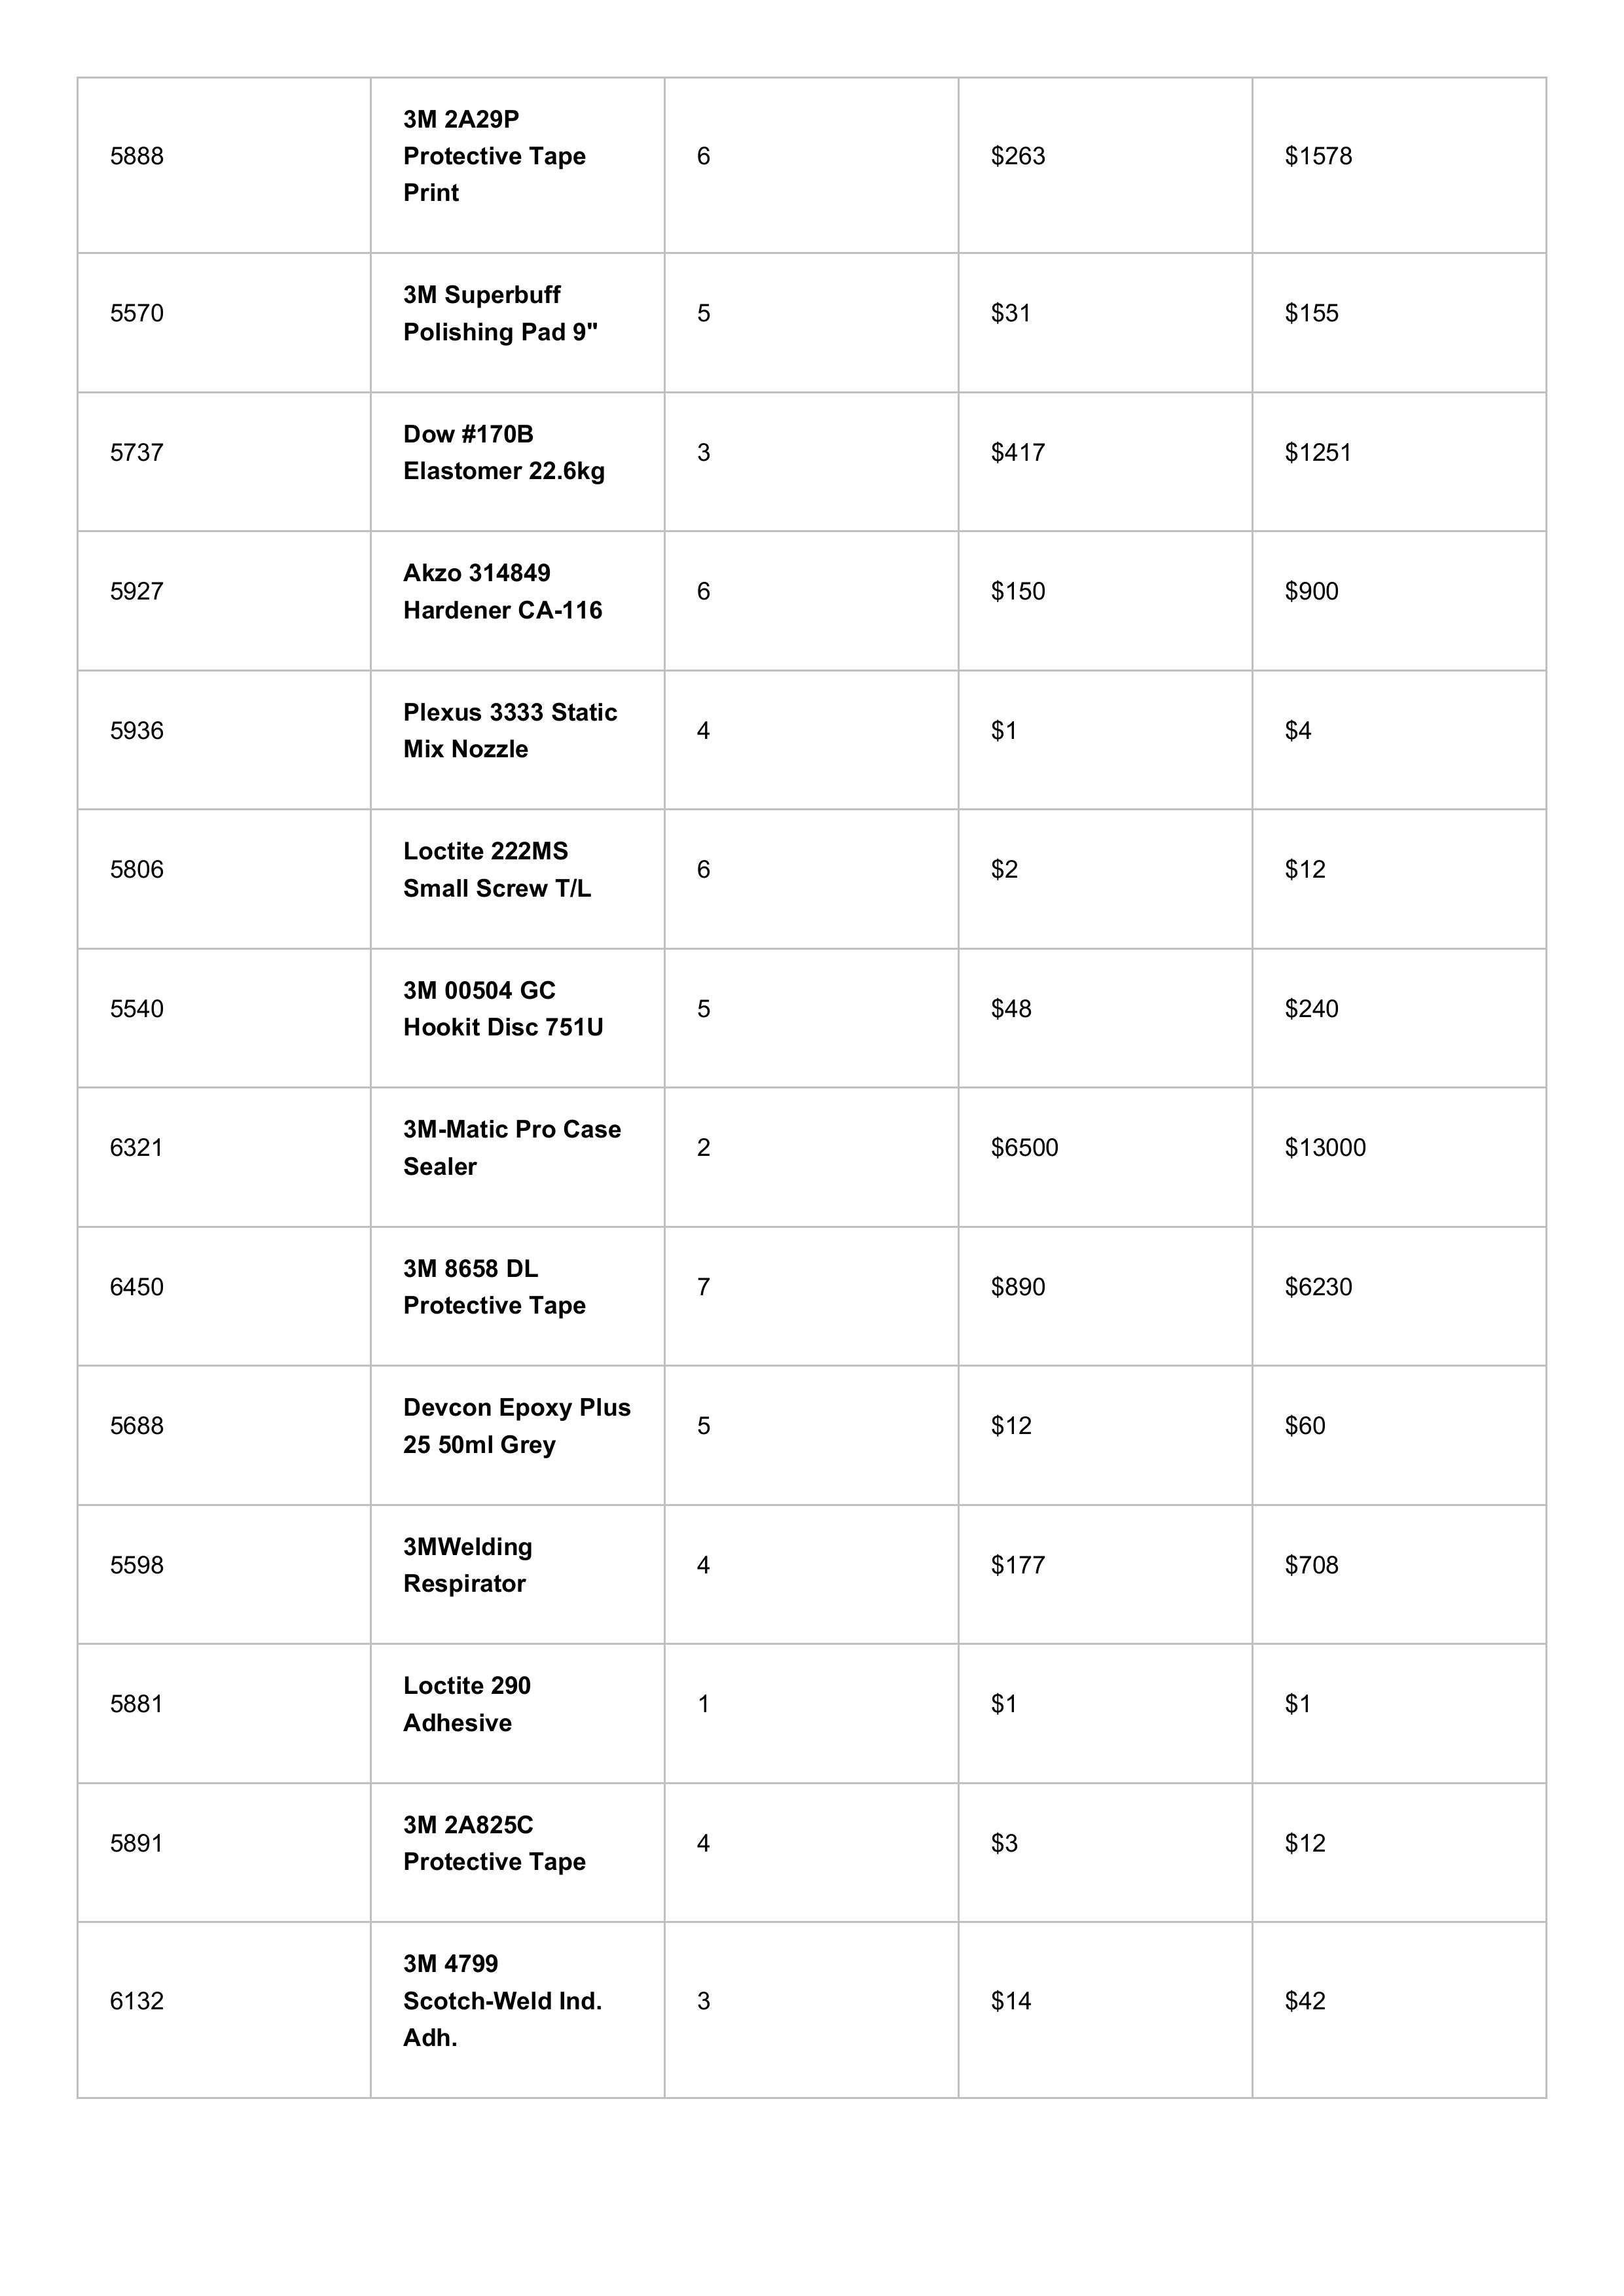 5888
3M 2A29P
Protective Tape
Print
6
$263
$1578
5570
3M Superbuff
Polishing Pad 9"
5
$31
$155
5737
Dow #170B
Elastomer 22.6kg
3
$417
$1251
5927
Akzo 314849
Hardener CA-116
6
$150
$900
5936
Plexus 3333 Static
Mix Nozzle
4
$1
$4
5806
Loctite 222MS
Small Screw T/L
6
$2
$12
5540
3M 00504 GC
Hookit Disc 751U
5
$48
$240
6321
3M-Matic Pro Case
Sealer
2
$6500
$13000
6450
3M 8658 DL
Protective Tape
7
$890
$6230
5688
Devcon Epoxy Plus
25 50ml Grey
5
$12
$60
5598
3MWelding
Respirator
4
$177
$708
5881
Loctite 290
Adhesive
1
$1
$1
5891
3M 2A825C
Protective Tape
4
$3
$12
6132
3M 4799
Scotch-Weld Ind.
Adh.
3
$14
$42